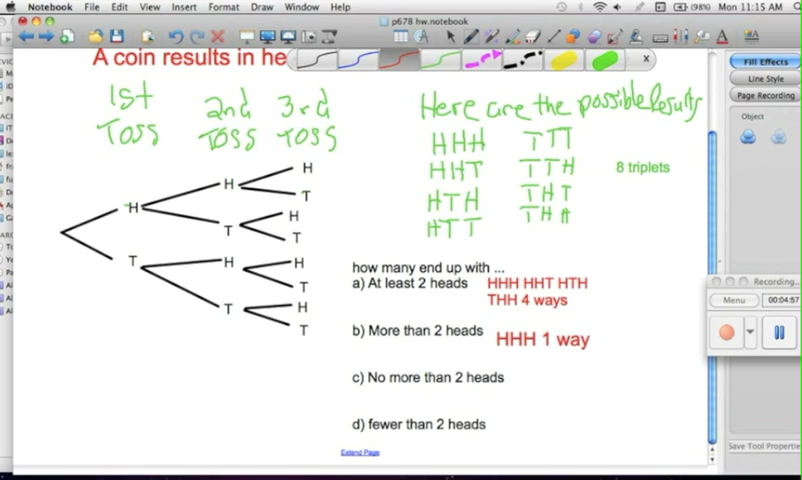 Notebook File Edit View Insert Format Draw Window Help (98%) Mon 11:15 AM
p678 hw.notebook
A coin results in he
Fill Effects
Line Style
Page Recording
Object
1st TOSS
2nd TOSS
3rd TOSS
Here are the possible Results
HHH TTT
HHT TTH
HTH THT
HTT THH
8 triplets
H
T
H
T
H
T
H
T
H
T
H
T
H
T
how many end up with ...
a) At least 2 heads HHH HHT HTH
THH 4 ways
b) More than 2 heads HHH 1 way
c) No more than 2 heads
d) fewer than 2 heads
Extend Page
Recording...
Menu 00:04:57
Save Tool Propertie